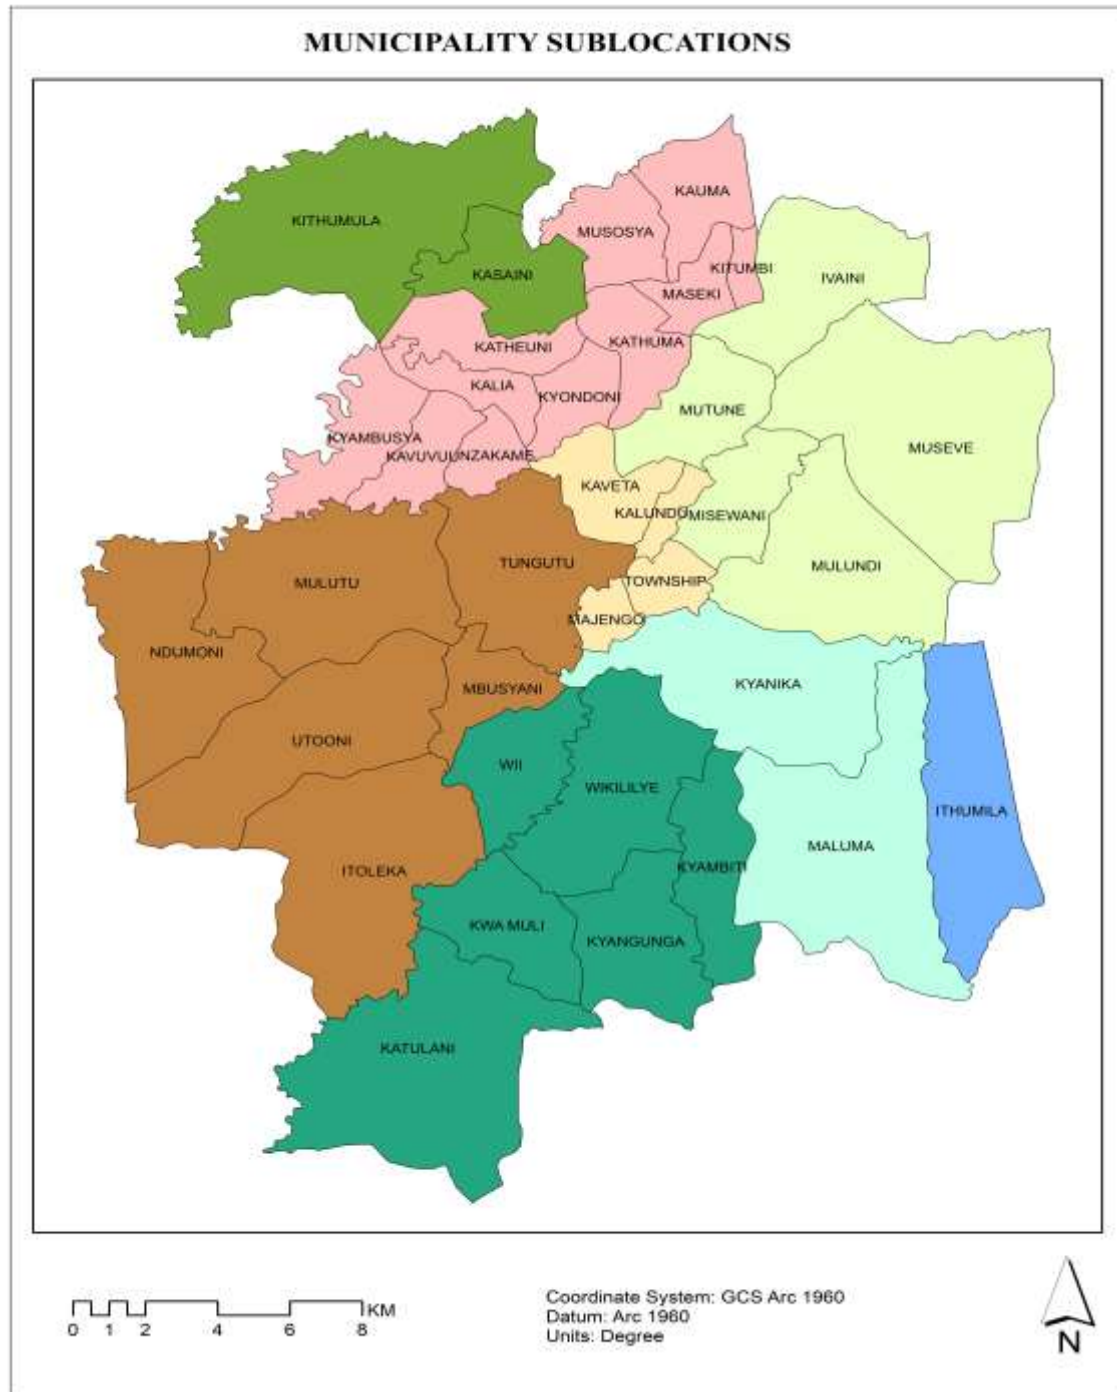 MUNICIPALITY SUBLOCATIONS
KAUMA
KITHUMULA
MUSOSYA
KASAINI
KITUMBI
IVAINI
MASEKI
KATHEUNI
KATHUMA
KALIA
KYONDONI
MUTUNE
KYAMBUSYA
MUSEVE
KAVUVULI
NZAKAME
KAVETA
KALUNDU
MISEWANI
TUNGUTU
MULUNDI
MULUTU
TOWNSHIP
MAJENGO
NDUMONI
KYANIKA
MBUSYANI
UTOONI
WII
WIKILILYE
ITHUMILA
MALUMA
ITOLEKA
KYAMBITI
KWA MULI
KYANGUNGA
KATULANI
KM
0 1 2 4 6 8
Coordinate System: GCS Arc 1960
Datum: Arc 1960
Units: Degree
N